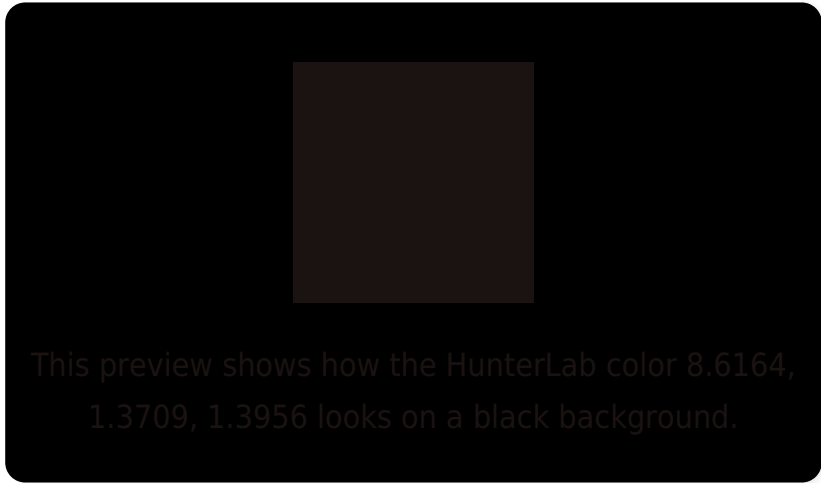 This preview shows how the HunterLab color 8.6164,
1.3709, 1.3956 looks on a black background.